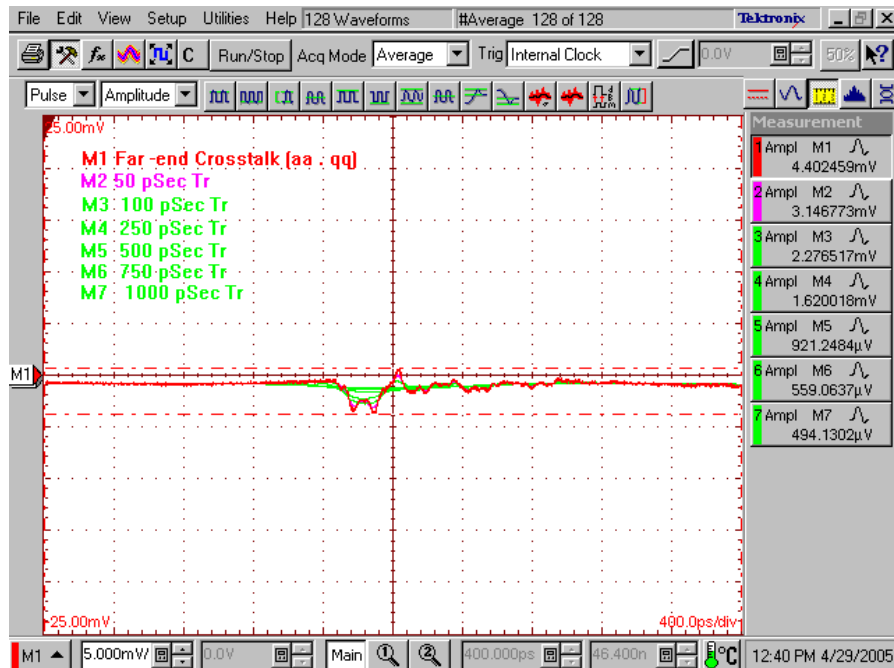 File Edit View Setup Utilities Help 128 Waveforms #Average 128 of 128 Tektronix
C Run/Stop Acq Mode Average Trig Internal Clock 0.0V 50%
Pulse Amplitude
Measurement
25.00mV
M1 Far -end Crosstalk (aa . qq)
M2 50 pSec Tr
M3 100 pSec Tr
M4 250 pSec Tr
M5 500 pSec Tr
M6 750 pSec Tr
M7 1000 pSec Tr
M1
-25.00mV
400.0ps/div
1 Ampl M1
4.402459mV
2 Ampl M2
3.146773mV
3 Ampl M3
2.276517mV
4 Ampl M4
1.620018mV
5 Ampl M5
921.2484µV
6 Ampl M6
559.0637µV
7 Ampl M7
494.1302µV
M1 5.000mV/ 0.0V Main 1 2 400.000ps 46.400n °C 12:40 PM 4/29/2005